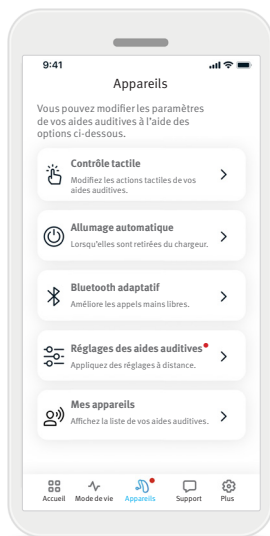 9:41
Appareils
Vous pouvez modifier les paramètres
de vos aides auditives à l'aide des
options ci-dessous.
Contrôle tactile
Modifiez les actions tactiles de vos
aides auditives.
Allumage automatique
Lorsqu'elles sont retirées du chargeur.
Bluetooth adaptatif
Améliore les appels mains libres.
Réglages des aides auditives
Appliquez des réglages à distance.
Mes appareils
Affichez la liste de vos aides auditives.
Accueil Mode de vie Appareils Support Plus